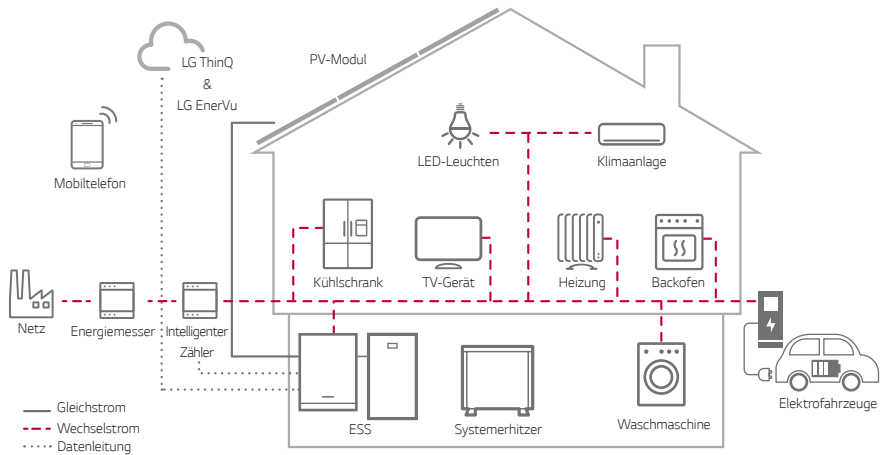 LG ThinQ
&
LG EnerVu
PV-Modul
Mobiltelefon
LED-Leuchten
Klimaanlage
Kühlschrank
TV-Gerät
Heizung
Backofen
Netz
Energiemesser
Intelligenter
Zähler
ESS
Systemerhitzer
Waschmaschine
Elektrofahrzeuge
Gleichstrom
Wechselstrom
Datenleitung